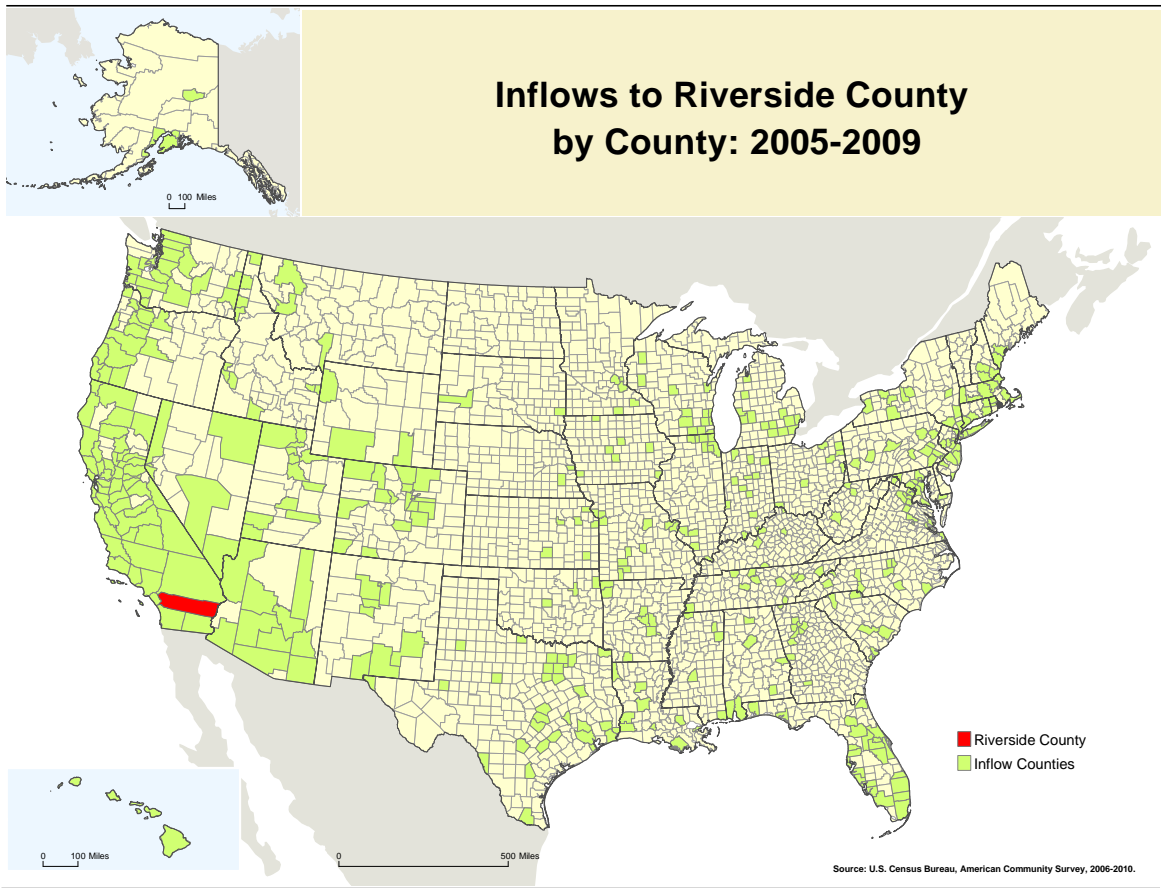 Inflows to Riverside County
by County: 2005-2009
0 100 Miles
Riverside County
Inflow Counties
0 100 Miles
0 500 Miles
Source: U.S. Census Bureau, American Community Survey, 2006-2010.